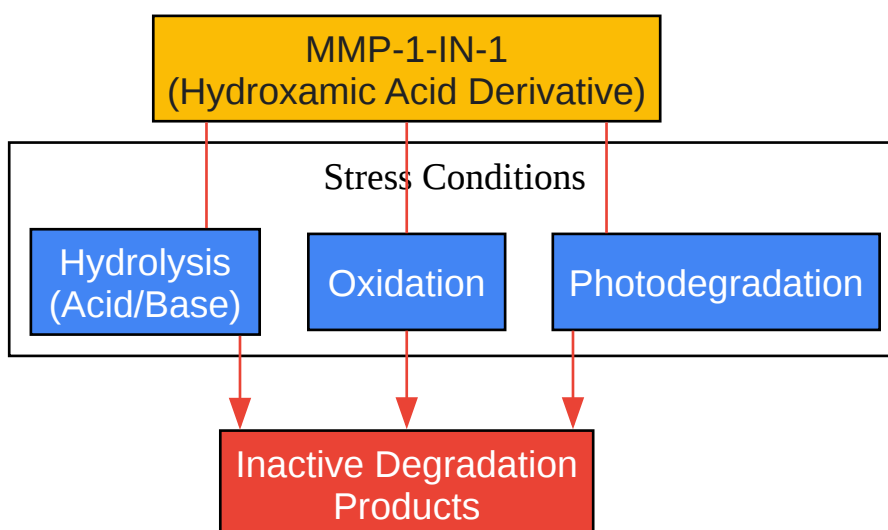 MMP-1-IN-1
(Hydroxamic Acid Derivative)
Stress Conditions
Hydrolysis
(Acid/Base)
Oxidation
Photodegradation
Inactive Degradation
Products